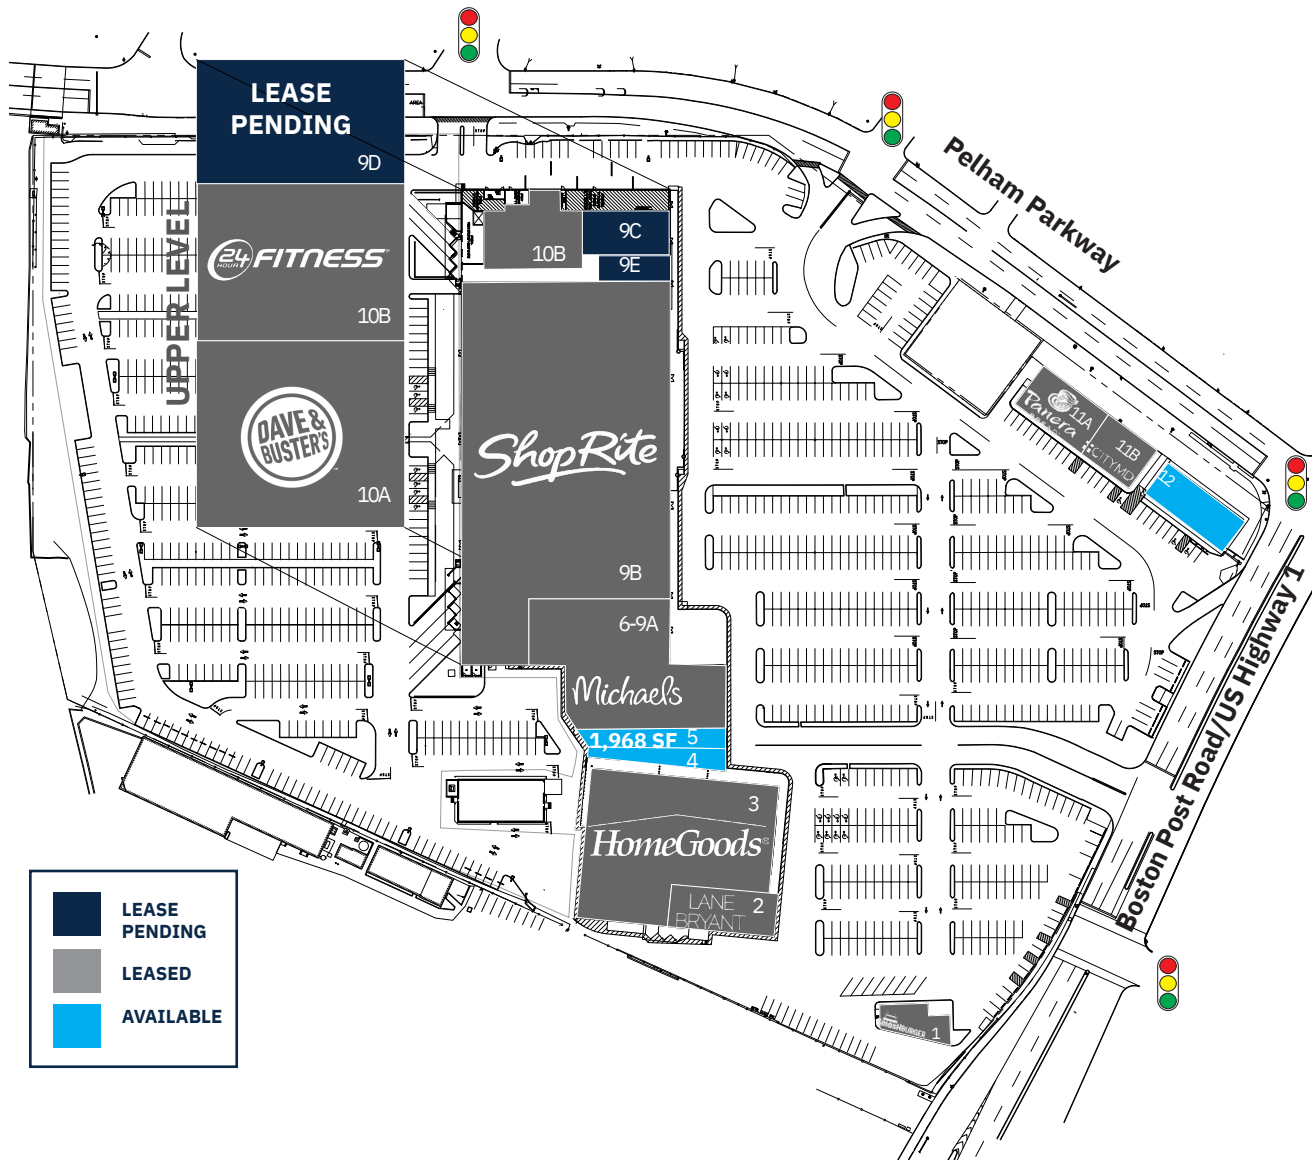 LEASE
PENDING
9D
UPPER LEVEL
24
HOUR
FITNESS
10B
DAVE &
BUSTER'S
10A
AREA
STOP
10B
9C
9E
ShopRite
9B
6-9A
Michaels
1,968 SF
5
4
3
HomeGoods
LANE
BRYANT
2
1
Pelham Parkway
Panera
11A
11B
CITYMD
12
Boston Post Road/US Highway 1
LEASE
PENDING
LEASED
AVAILABLE